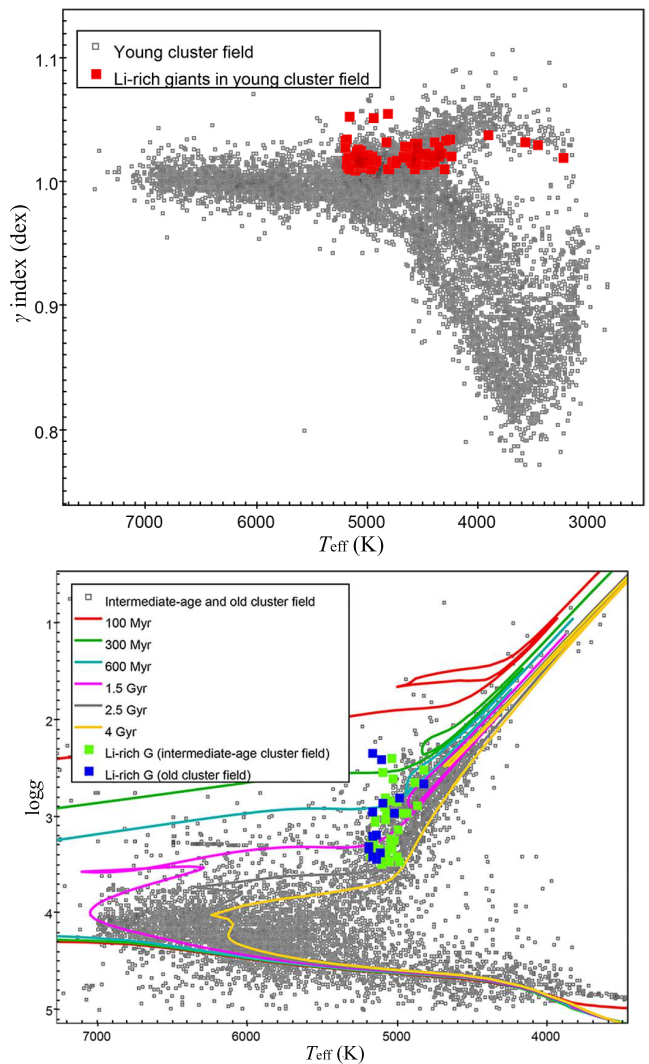 1.1
Young cluster field
Li-rich giants in young cluster field
1.0
γ index (dex)
0.9
0.8
7000 6000 5000 4000 3000
Teff (K)
Intermediate-age and old cluster field
100 Myr
300 Myr
600 Myr
1.5 Gyr
2.5 Gyr
4 Gyr
Li-rich G (intermediate-age cluster field)
Li-rich G (old cluster field)
1
2
logg
3
4
5
7000 6000 5000 4000
Teff (K)